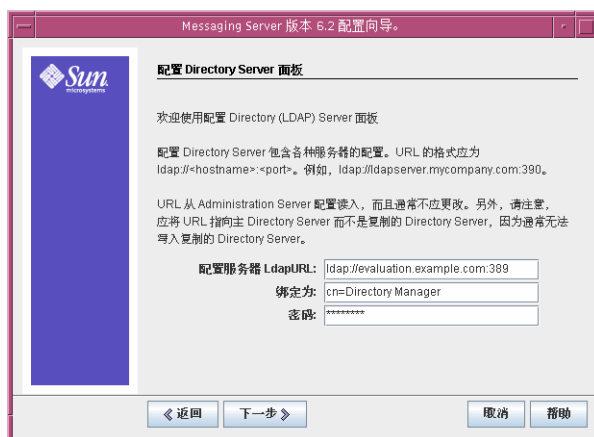 Messaging Server 版本 6.2 配置向导。
Sun
microsystems
配置 Directory Server 面板
欢迎使用配置 Directory (LDAP) Server 面板
配置 Directory Server 包含各种服务器的配置。URL 的格式应为
ldap://<hostname>:<port>。例如，ldap://ldapserver.mycompany.com:390。
URL 从 Administration Server 配置读入，而且通常不应更改。另外，请注意，
应将 URL 指向主 Directory Server 而不是复制的 Directory Server，因为通常无法
写入复制的 Directory Server。
配置服务器 LdapURL: ldap://evaluation.example.com:389
绑定为: cn=Directory Manager
密码: ********
返回 下一步 取消 帮助